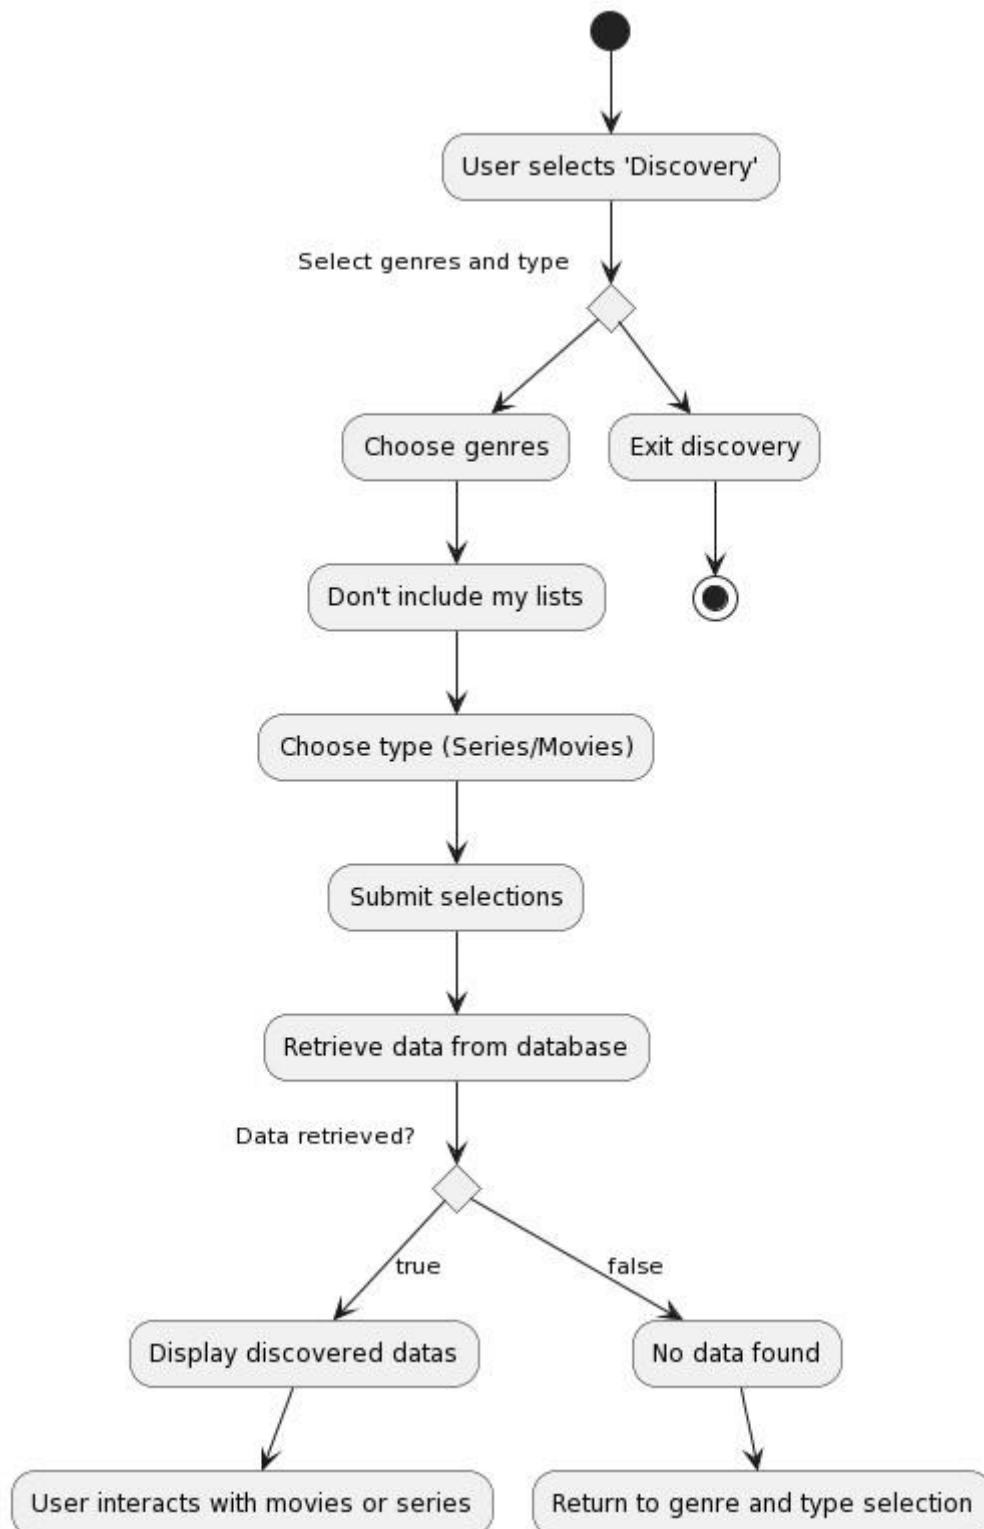 User selects 'Discovery'
Select genres and type
Choose genres
Exit discovery
Don't include my lists
Choose type (Series/Movies)
Submit selections
Retrieve data from database
Data retrieved?
true
false
Display discovered datas
No data found
User interacts with movies or series
Return to genre and type selection